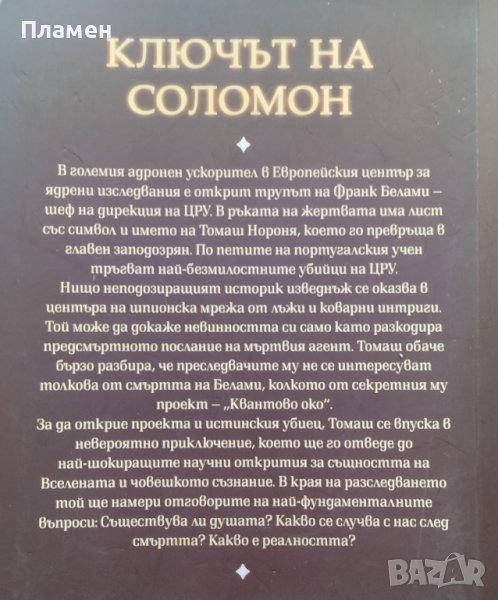 Пламен
КЛЮЧЪТ НА
СОЛОМОН
В големия адронен ускорител в Европейския център за
ядрени изследвания е открит трупът на Франк Белами –
шеф на дирекция на ЦРУ. В ръката на жертвата има лист
със символ и името на Томаш Нороня, което го превръща в
главен заподозрян. По петите на португалския учен
тръгват най-безмилостните убийци на ЦРУ.
Нищо неподозиращият историк изведнъж се оказва в
центъра на шпионска мрежа от лъжи и коварни интриги.
Той може да докаже невинността си само като разкодира
предсмъртното послание на мъртвия агент. Томаш обаче
бързо разбира, че преследвачите му не се интересуват
толкова от смъртта на Белами, колкото от секретния му
проект – „Квантово око“.
За да открие проекта и истинския убиец, Томаш се впуска в
невероятно приключение, което ще го отведе до
най-шокиращите научни открития за същността на
Вселената и човешкото съзнание. В края на разследването
той ще намери отговорите на най-фундаменталните
въпроси: Съществува ли душата? Какво се случва с нас след
смъртта? Какво е реалността?
BAZAR